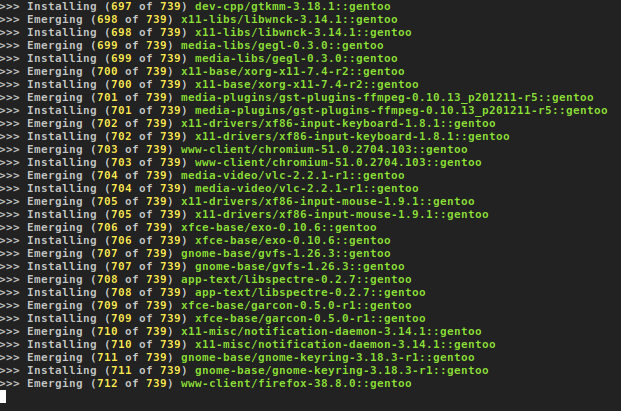 >>> Installing (697 of 739) dev-cpp/gtkmm-3.18.1::gentoo
>>> Emerging (698 of 739) x11-libs/libwnck-3.14.1::gentoo
>>> Installing (698 of 739) x11-libs/libwnck-3.14.1::gentoo
>>> Emerging (699 of 739) media-libs/gegl-0.3.0::gentoo
>>> Installing (699 of 739) media-libs/gegl-0.3.0::gentoo
>>> Emerging (700 of 739) x11-base/xorg-x11-7.4-r2::gentoo
>>> Installing (700 of 739) x11-base/xorg-x11-7.4-r2::gentoo
>>> Emerging (701 of 739) media-plugins/gst-plugins-ffmpeg-0.10.13_p201211-r5::gentoo
>>> Installing (701 of 739) media-plugins/gst-plugins-ffmpeg-0.10.13_p201211-r5::gentoo
>>> Emerging (702 of 739) x11-drivers/xf86-input-keyboard-1.8.1::gentoo
>>> Installing (702 of 739) x11-drivers/xf86-input-keyboard-1.8.1::gentoo
>>> Emerging (703 of 739) www-client/chromium-51.0.2704.103::gentoo
>>> Installing (703 of 739) www-client/chromium-51.0.2704.103::gentoo
>>> Emerging (704 of 739) media-video/vlc-2.2.1-r1::gentoo
>>> Installing (704 of 739) media-video/vlc-2.2.1-r1::gentoo
>>> Emerging (705 of 739) x11-drivers/xf86-input-mouse-1.9.1::gentoo
>>> Installing (705 of 739) x11-drivers/xf86-input-mouse-1.9.1::gentoo
>>> Emerging (706 of 739) xfce-base/exo-0.10.6::gentoo
>>> Installing (706 of 739) xfce-base/exo-0.10.6::gentoo
>>> Emerging (707 of 739) gnome-base/gvfs-1.26.3::gentoo
>>> Installing (707 of 739) gnome-base/gvfs-1.26.3::gentoo
>>> Emerging (708 of 739) app-text/libspectre-0.2.7::gentoo
>>> Installing (708 of 739) app-text/libspectre-0.2.7::gentoo
>>> Emerging (709 of 739) xfce-base/garcon-0.5.0-r1::gentoo
>>> Installing (709 of 739) xfce-base/garcon-0.5.0-r1::gentoo
>>> Emerging (710 of 739) x11-misc/notification-daemon-3.14.1::gentoo
>>> Installing (710 of 739) x11-misc/notification-daemon-3.14.1::gentoo
>>> Emerging (711 of 739) gnome-base/gnome-keyring-3.18.3-r1::gentoo
>>> Installing (711 of 739) gnome-base/gnome-keyring-3.18.3-r1::gentoo
>>> Emerging (712 of 739) www-client/firefox-38.8.0::gentoo